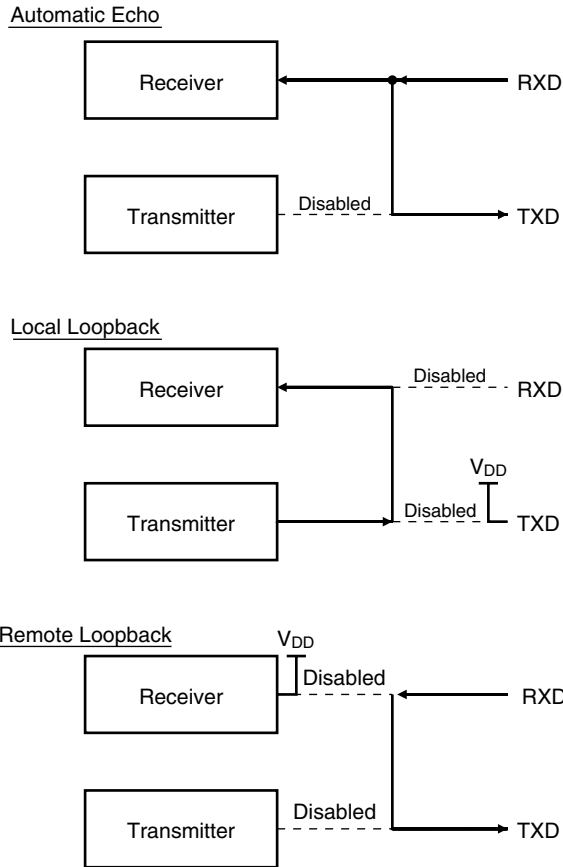 Automatic Echo
Receiver
RXD
Transmitter
Disabled
TXD
Local Loopback
Receiver
Disabled
RXD
VDD
Transmitter
Disabled
TXD
Remote Loopback
VDD
Receiver
Disabled
RXD
Transmitter
Disabled
TXD